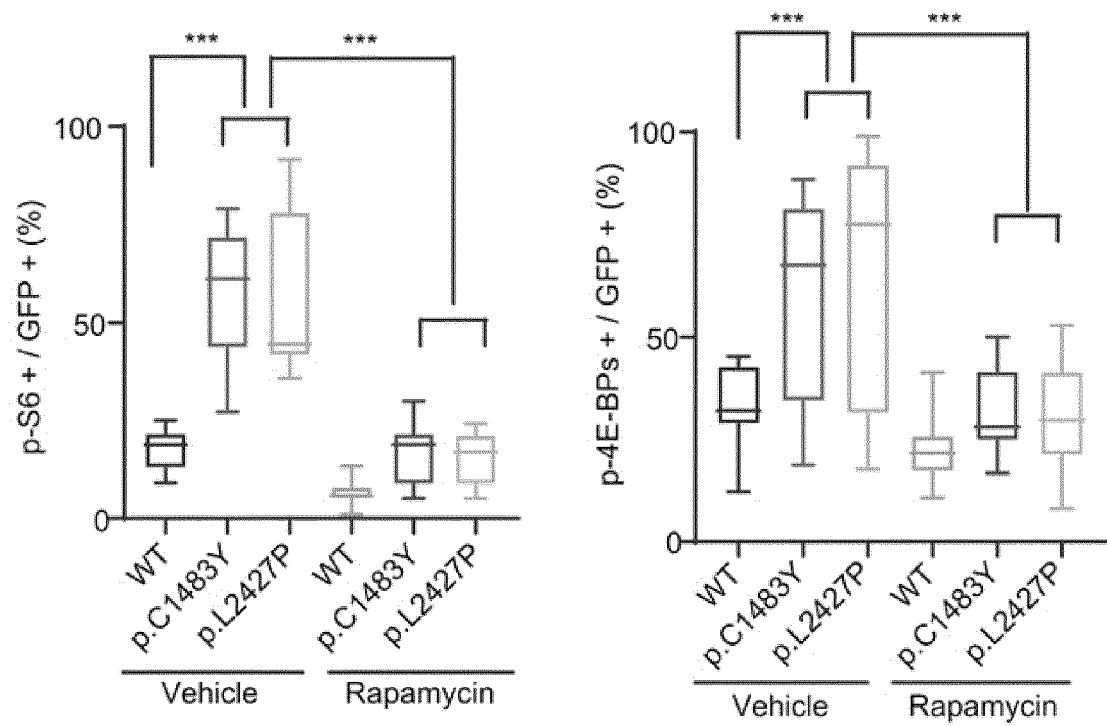 ***
***
100
50
0
p-S6 + / GFP + (%)
WT
p.C1483Y
p.L2427P
WT
p.C1483Y
p.L2427P
Vehicle
Rapamycin
***
***
100
50
0
p-4E-BPs + / GFP + (%)
WT
p.C1483Y
p.L2427P
WT
p.C1483Y
p.L2427P
Vehicle
Rapamycin